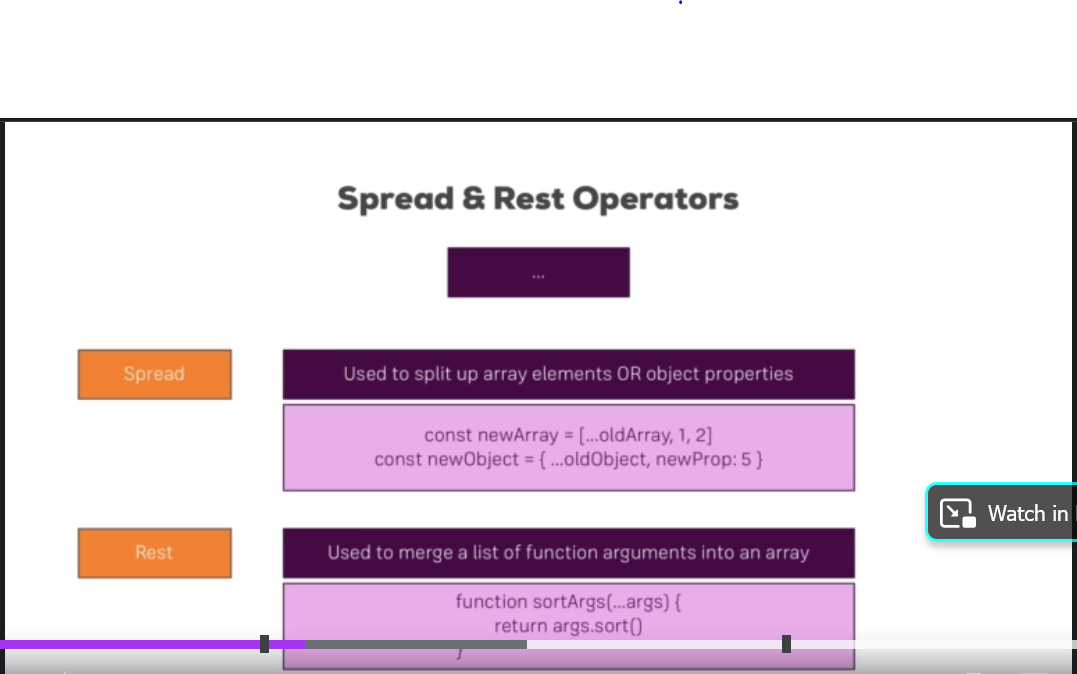 Spread & Rest Operators
...
Spread
Used to split up array elements OR object properties
const newArray = [...oldArray, 1, 2]
const newObject = { ...oldObject, newProp: 5 }
Watch in
Rest
Used to merge a list of function arguments into an array
function sortArgs(...args) {
return args.sort()
}